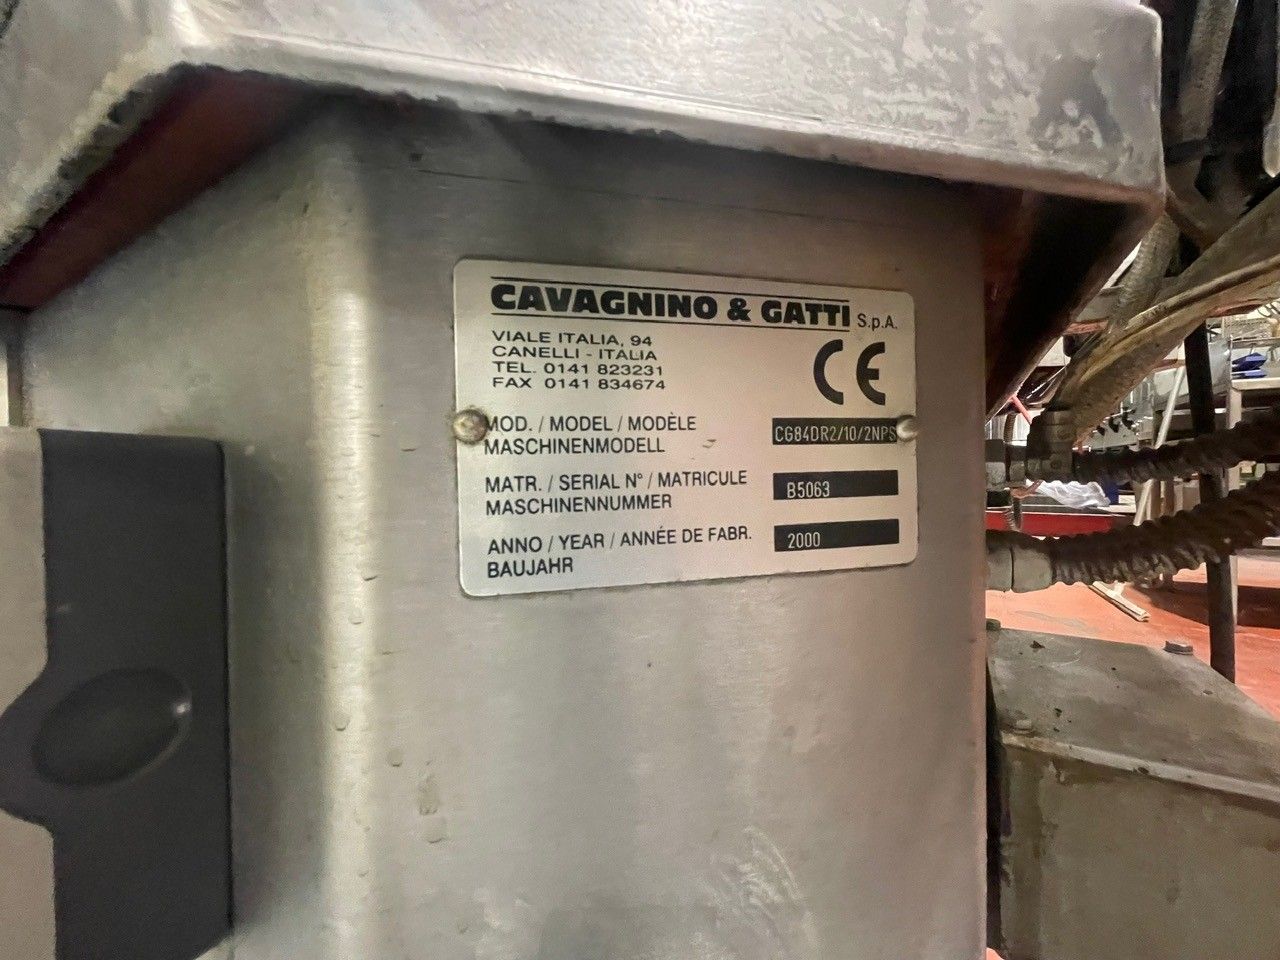 CAVAGNINO & GATTI S.p.A.
VIALE ITALIA, 94
CANELLI - ITALIA
TEL. 0141 823231
FAX 0141 834674
CE
MOD. / MODEL / MODÈLE
MASCHINENMODELL
CG84DR2/10/2NPS
MATR. / SERIAL N° / MATRICULE
MASCHINENNUMMER
B5063
ANNO / YEAR / ANNÉE DE FABR.
BAUJAHR
2000